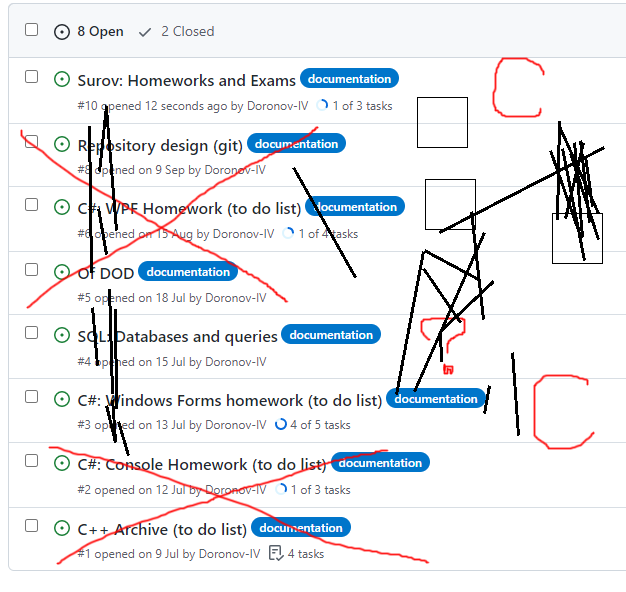 8 Open 2 Closed
Surov: Homeworks and Exams documentation
#10 opened 12 seconds ago by Doronov-IV 1 of 3 tasks
Repository design (git) documentation
#8 opened on 9 Sep by Doronov-IV
C#: WPF Homework (to do list) documentation
#6 opened on 15 Aug by Doronov-IV 1 of 4 tasks
Of DOD documentation
#5 opened on 18 Jul by Doronov-IV
SQL: Databases and queries documentation
#4 opened on 15 Jul by Doronov-IV
C#: Windows Forms homework (to do list) documentation
#3 opened on 13 Jul by Doronov-IV 4 of 5 tasks
C#: Console Homework (to do list) documentation
#2 opened on 12 Jul by Doronov-IV 1 of 3 tasks
C++ Archive (to do list) documentation
#1 opened on 9 Jul by Doronov-IV 4 tasks